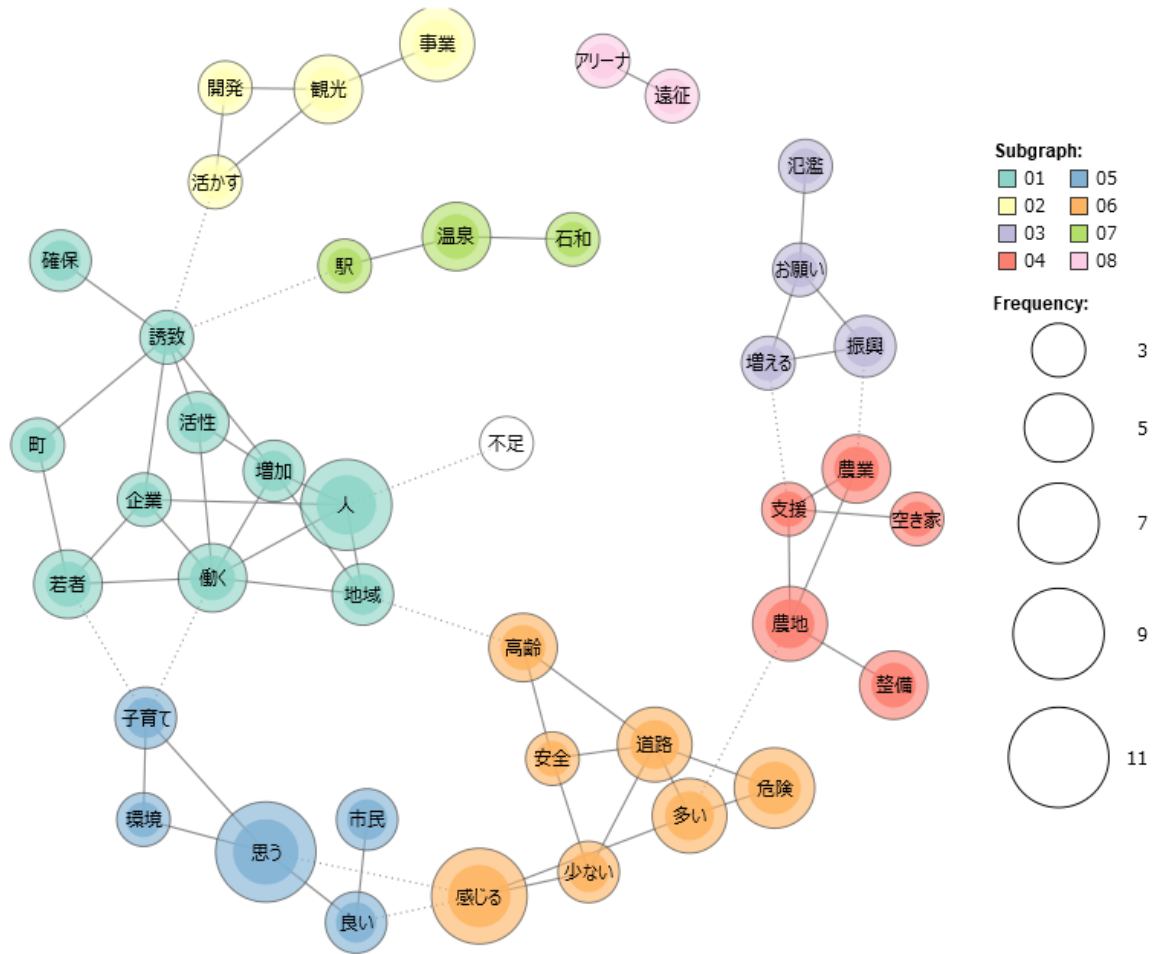 事業
開発
観光
活かす
アリーナ
遠征
氾濫
お願い
増える
振興
確保
誘致
駅
温泉
石和
町
活性
増加
企業
人
不足
若者
働く
地域
農業
支援
空き家
農地
整備
高齢
安全
道路
危険
多い
少ない
感じる
子育て
環境
思う
市民
良い
Subgraph:
01 05
02 06
03 07
04 08
Frequency:
3
5
7
9
11